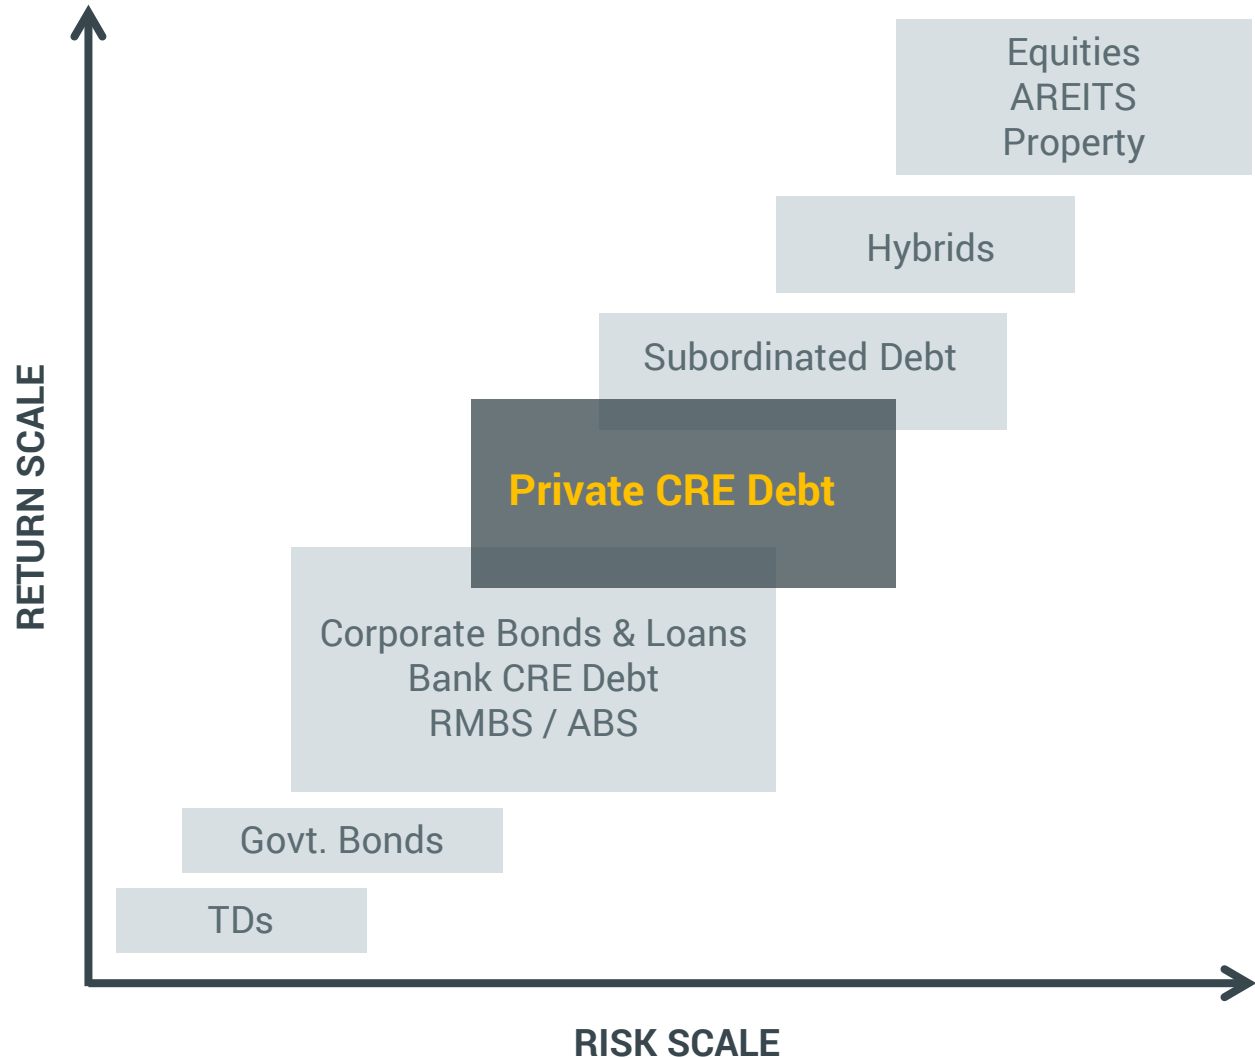 Equities
AREITS
Property
Hybrids
Subordinated Debt
Private CRE Debt
Corporate Bonds & Loans
Bank CRE Debt
RMBS / ABS
Govt. Bonds
TDs
RETURN SCALE
RISK SCALE